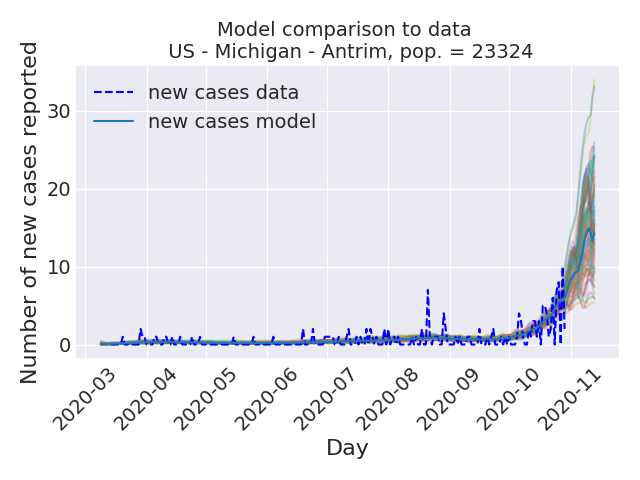 Model comparison to data
US - Michigan - Antrim, pop. = 23324
new cases data
new cases model
Number of new cases reported
30
20
10
0
2020-03
2020-04
2020-05
2020-06
2020-07
2020-08
2020-09
2020-10
2020-11
Day